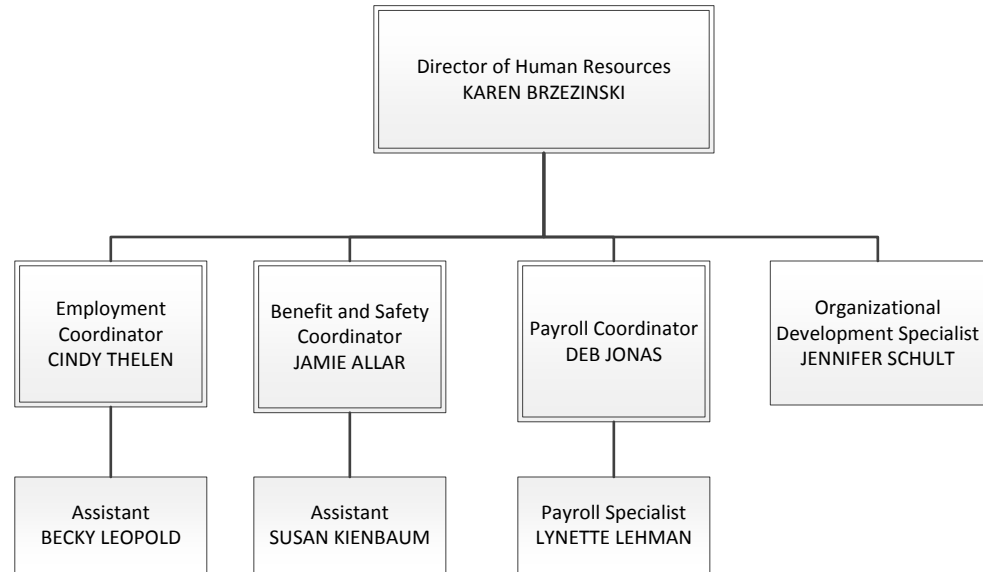 Director of Human Resources
KAREN BRZEZINSKI
Employment
Coordinator
CINDY THELEN
Benefit and Safety
Coordinator
JAMIE ALLAR
Payroll Coordinator
DEB JONAS
Organizational
Development Specialist
JENNIFER SCHULT
Assistant
BECKY LEOPOLD
Assistant
SUSAN KIENBAUM
Payroll Specialist
LYNETTE LEHMAN